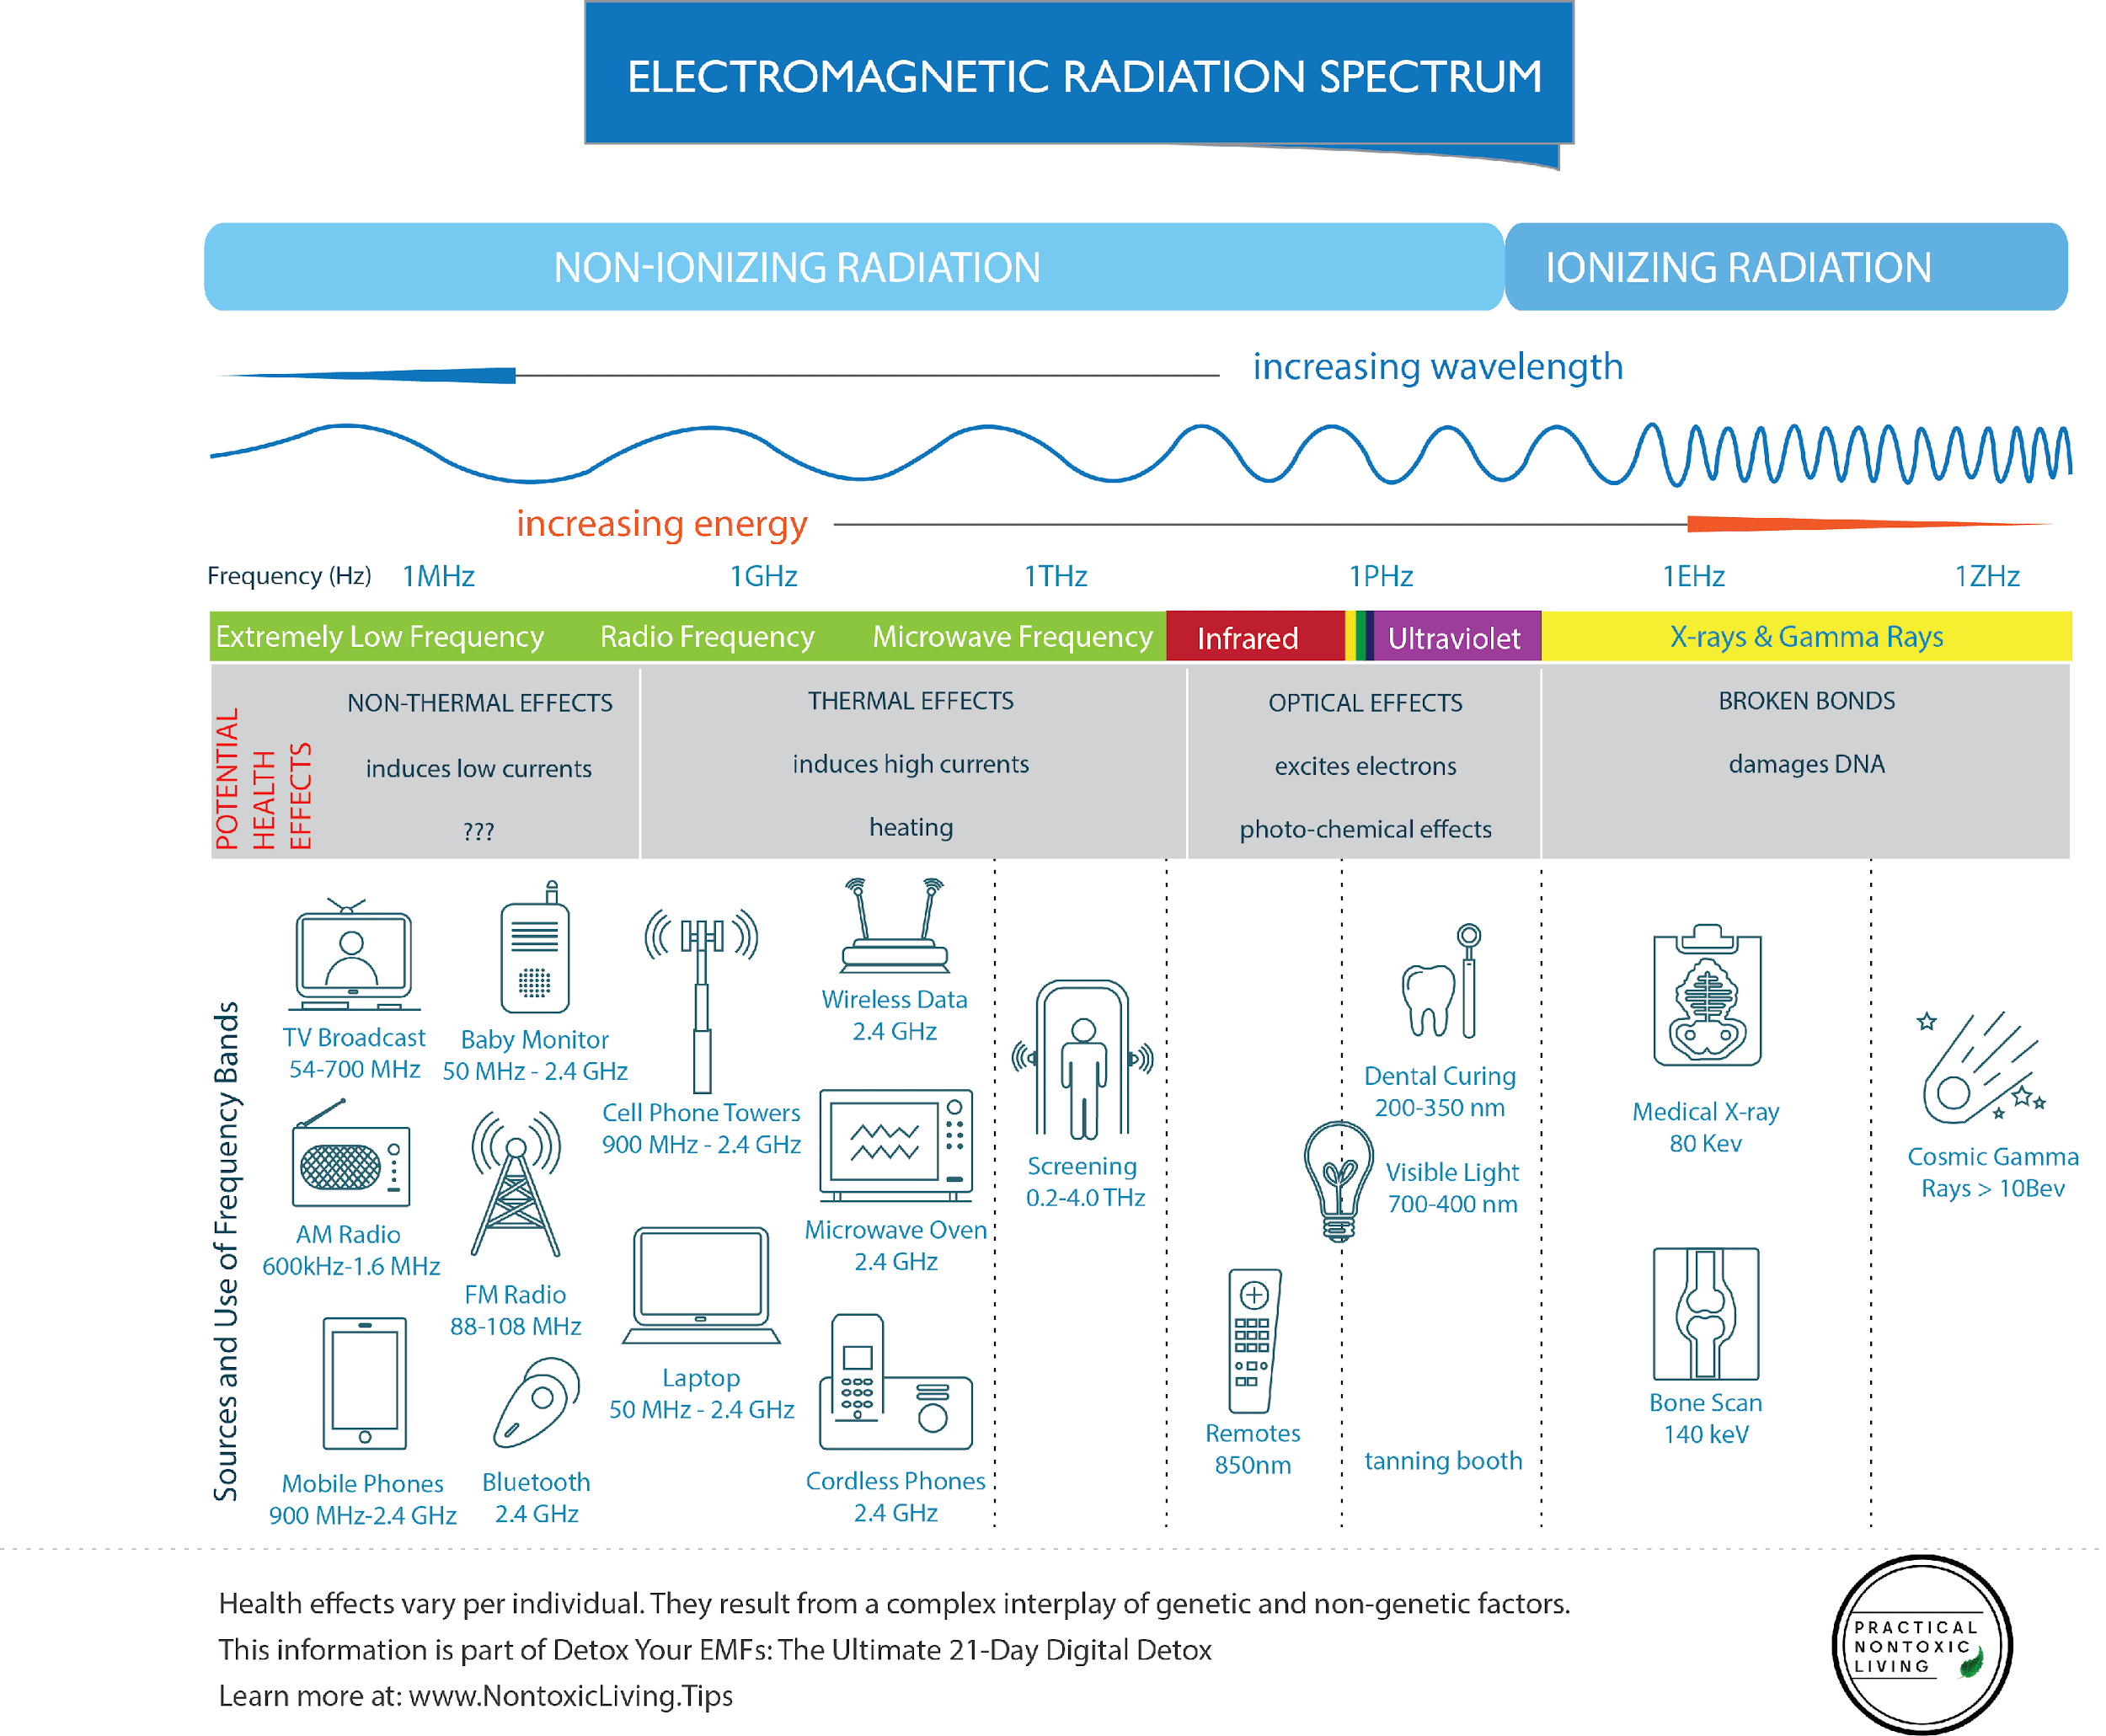 ELECTROMAGNETIC RADIATION SPECTRUM
NON-IONIZING RADIATION
IONIZING RADIATION
increasing wavelength
increasing energy
Frequency (Hz) 1MHz 1GHz 1THz 1PHz 1EHz 1ZHz
Extremely Low Frequency Radio Frequency Microwave Frequency Infrared Ultraviolet X-rays & Gamma Rays
POTENTIAL
HEALTH
EFFECTS
NON-THERMAL EFFECTS
induces low currents
???
THERMAL EFFECTS
induces high currents
heating
OPTICAL EFFECTS
excites electrons
photo-chemical effects
BROKEN BONDS
damages DNA
Sources and Use of Frequency Bands
TV Broadcast
54-700 MHz
Baby Monitor
50 MHz - 2.4 GHz
AM Radio
600kHz-1.6 MHz
FM Radio
88-108 MHz
Mobile Phones
900 MHz-2.4 GHz
Bluetooth
2.4 GHz
Cell Phone Towers
900 MHz - 2.4 GHz
Laptop
50 MHz - 2.4 GHz
Wireless Data
2.4 GHz
Microwave Oven
2.4 GHz
Cordless Phones
2.4 GHz
Screening
0.2-4.0 THz
Remotes
850nm
Dental Curing
200-350 nm
Visible Light
700-400 nm
tanning booth
Medical X-ray
80 Kev
Bone Scan
140 keV
Cosmic Gamma
Rays > 10Bev
Health effects vary per individual. They result from a complex interplay of genetic and non-genetic factors.
This information is part of Detox Your EMFs: The Ultimate 21-Day Digital Detox
Learn more at: www.NontoxicLiving.Tips
PRACTICAL
NONTOXIC
LIVING